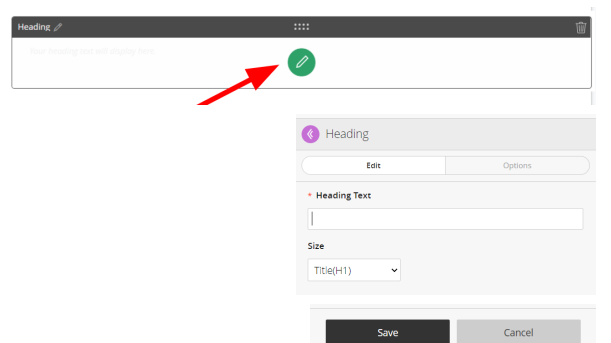 Heading
Your heading text will display here
Heading
Edit
Options
* Heading Text
Size
Title(H1)
Save
Cancel